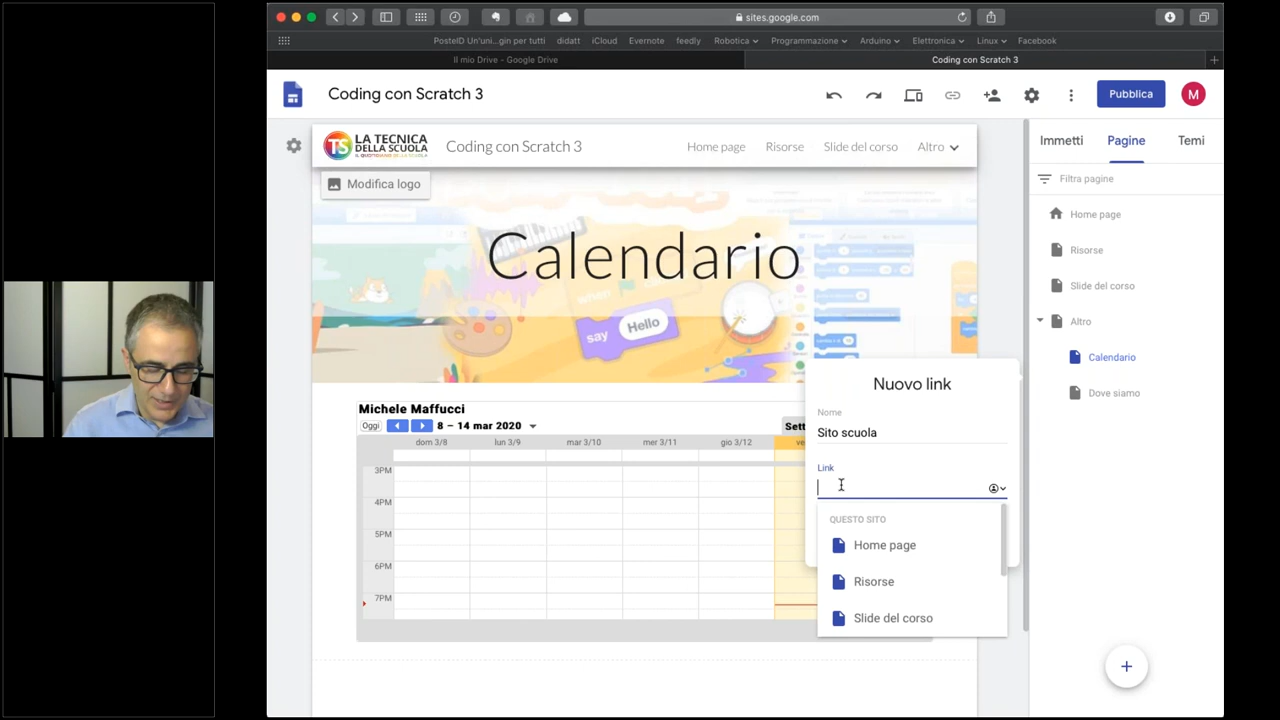 sites.google.com
PosteID Un'uni...gin per tutti
didatt
iCloud
Evernote
feedly
Robotica
Programmazione
Arduino
Elettronica
Linux
Facebook
Il mio Drive - Google Drive
Coding con Scratch 3
Coding con Scratch 3
Pubblica
M
TS LA TECNICA
DELLA SCUOLA
Coding con Scratch 3
Home page
Risorse
Slide del corso
Altro
Modifica logo
Calendario
when
say Hello
Immetti
Pagine
Temi
Filtra pagine
Home page
Risorse
Slide del corso
Altro
Calendario
Dove siamo
Michele Maffucci
Oggi
8 – 14 mar 2020
Sett
dom 3/8
lun 3/9
mar 3/10
mer 3/11
gio 3/12
ve
3PM
4PM
5PM
6PM
7PM
Nuovo link
Nome
Sito scuola
Link
QUESTO SITO
Home page
Risorse
Slide del corso